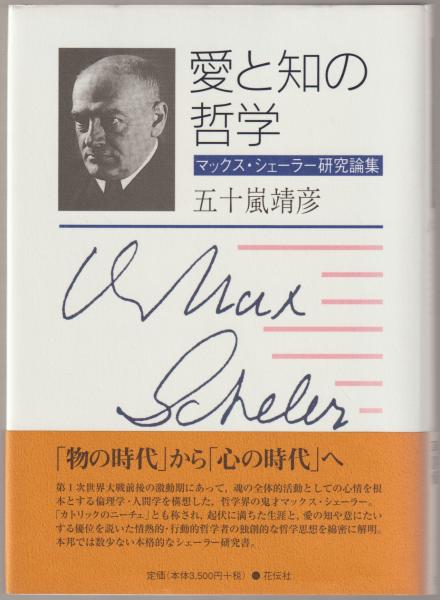 愛と知の
哲学
マックス・シェーラー研究論集
五十嵐靖彦
Max
Scheler
「物の時代」から「心の時代」へ
第1次世界大戦前後の激動期にあって，魂の全体的活動としての心情を根
本とする倫理学・人間学を構想した，哲学界の鬼才マックス・シェーラー。
「カトリックのニーチェ」とも称され，起伏に満ちた生涯と，愛の知や意にたい
する優位を説いた情熱的・行動的哲学者の独創的な哲学思想を綿密に解明。
本邦では数少ない本格的なシェーラー研究書。
定価（本体3,500円＋税） ●花伝社